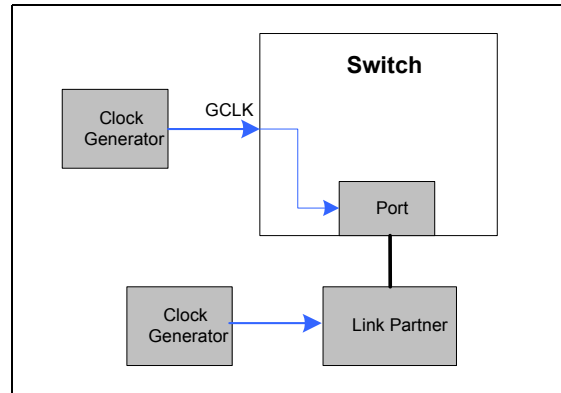 Switch
GCLK
Clock
Generator
Port
Clock
Generator
Link Partner